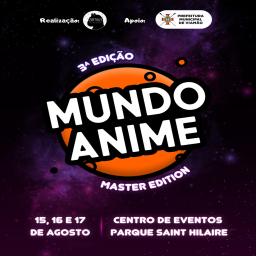 Realização:
Apoio:
PREFEITURA
MUNICIPAL
DE VIAMÃO
3ª EDIÇÃO
MUNDO
ANIME
MASTER EDITION
15, 16 E 17
DE AGOSTO
CENTRO DE EVENTOS
PARQUE SAINT HILAIRE